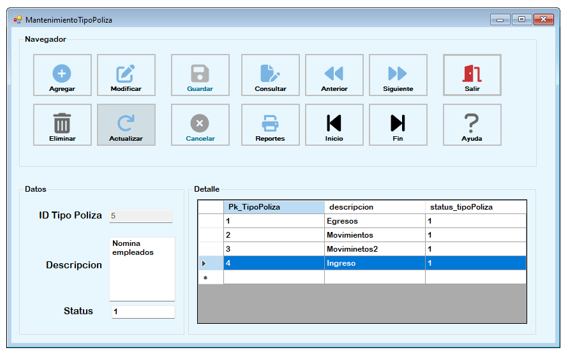 MantenimientoTipoPoliza
Navegador
Agregar Modificar Guardar Consultar Anterior Siguiente Salir
Eliminar Actualizar Cancelar Reportes Inicio Fin Ayuda
Datos
ID Tipo Poliza 5
Descripcion Nomina
empleados
Status 1
Detalle
Pk_TipoPoliza descripcion status_tipoPoliza
1 Egresos 1
2 Movimientos 1
3 Moviminetos2 1
4 Ingreso 1